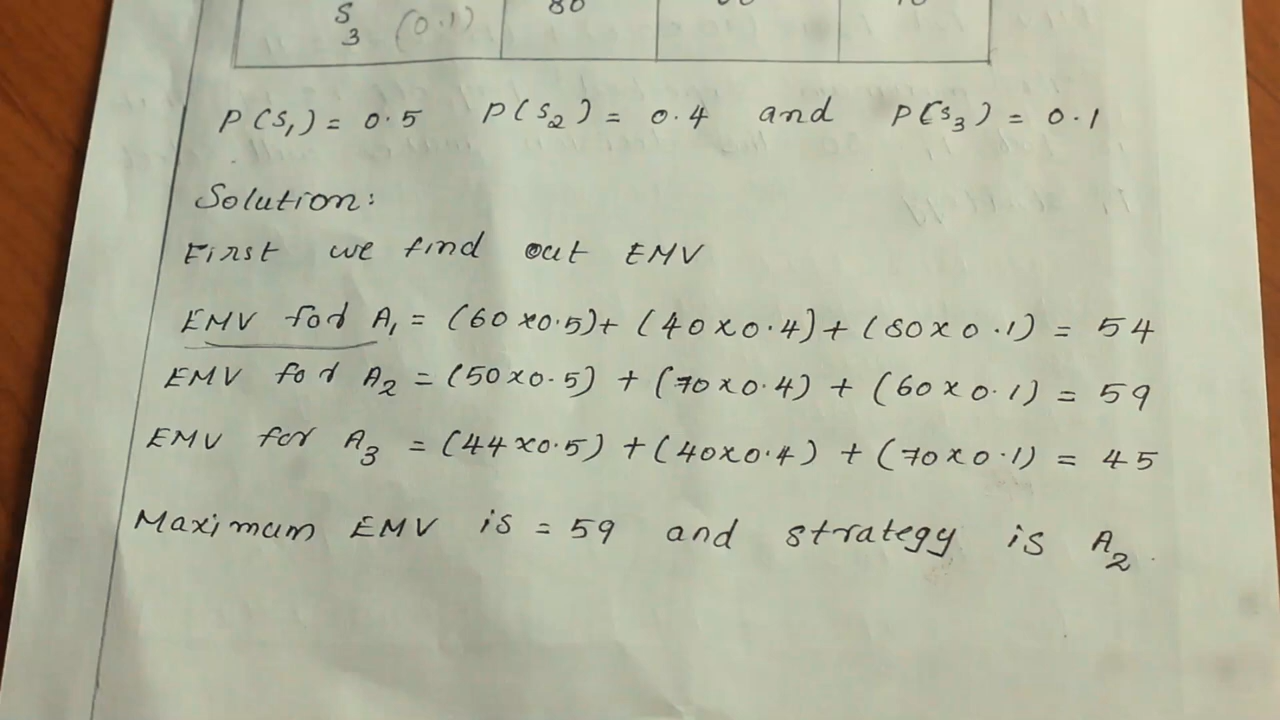 S3 (0.1) 80
P(S1) = 0.5 P(S2) = 0.4 and P(S3) = 0.1
Solution:
First we find out EMV
EMV for A1 = (60×0.5)+ (40×0.4)+(80×0.1) = 54
EMV for A2 = (50×0.5) + (70×0.4) + (60×0.1) = 59
EMV for A3 = (44×0.5) +(40×0.4) + (70×0.1) = 45
Maximum EMV is = 59 and strategy is A2.